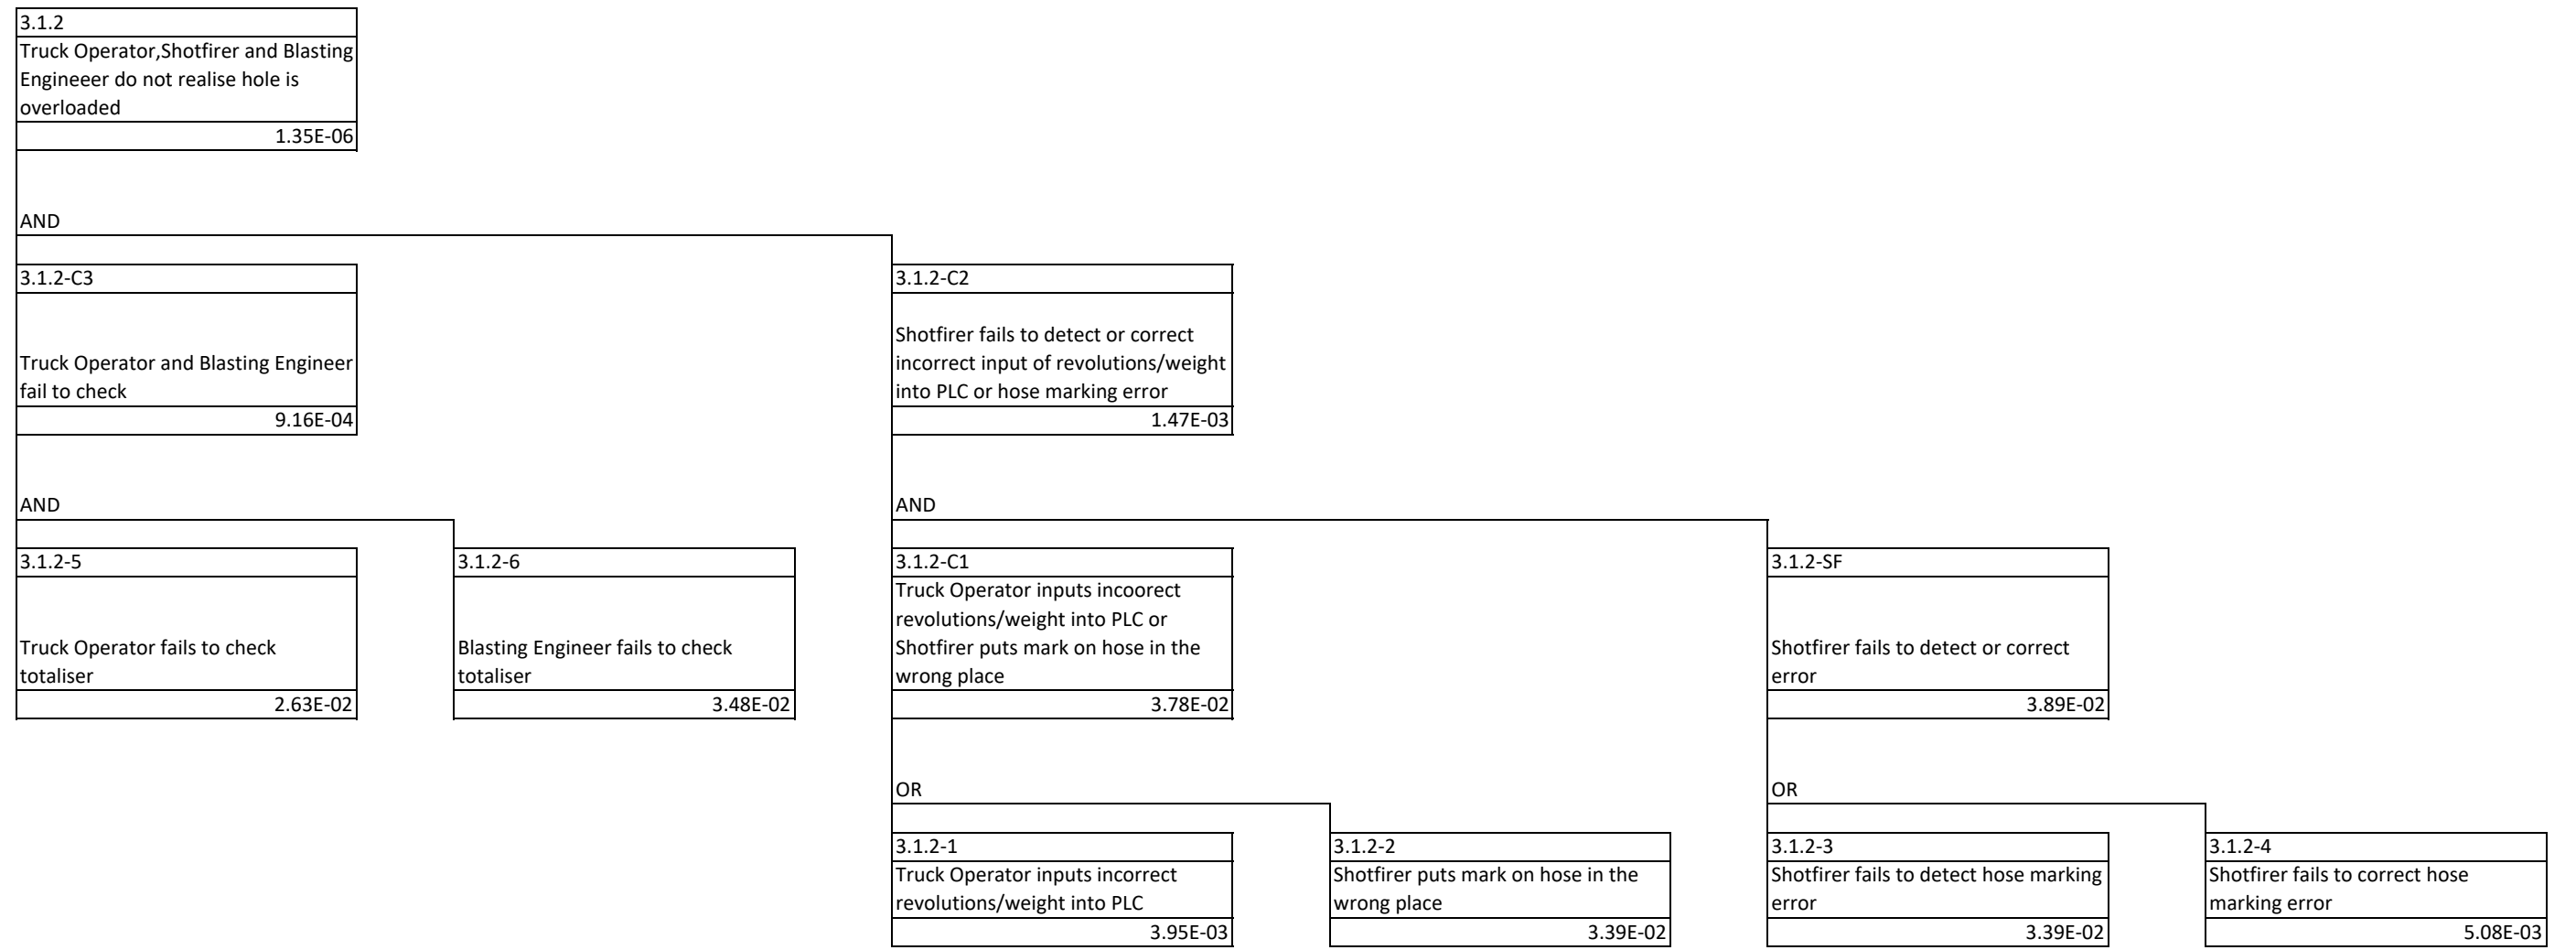 3.1.2
Truck Operator,Shotfirer and Blasting
Engineeer do not realise hole is
overloaded
1.35E-06
AND
3.1.2-C3
Truck Operator and Blasting Engineer
fail to check
9.16E-04
3.1.2-C2
Shotfirer fails to detect or correct
incorrect input of revolutions/weight
into PLC or hose marking error
1.47E-03
AND
AND
3.1.2-5
Truck Operator fails to check
totaliser
2.63E-02
3.1.2-6
Blasting Engineer fails to check
totaliser
3.48E-02
3.1.2-C1
Truck Operator inputs incoorect
revolutions/weight into PLC or
Shotfirer puts mark on hose in the
wrong place
3.78E-02
3.1.2-SF
Shotfirer fails to detect or correct
error
3.89E-02
OR
OR
3.1.2-1
Truck Operator inputs incorrect
revolutions/weight into PLC
3.95E-03
3.1.2-2
Shotfirer puts mark on hose in the
wrong place
3.39E-02
3.1.2-3
Shotfirer fails to detect hose marking
error
3.39E-02
3.1.2-4
Shotfirer fails to correct hose
marking error
5.08E-03